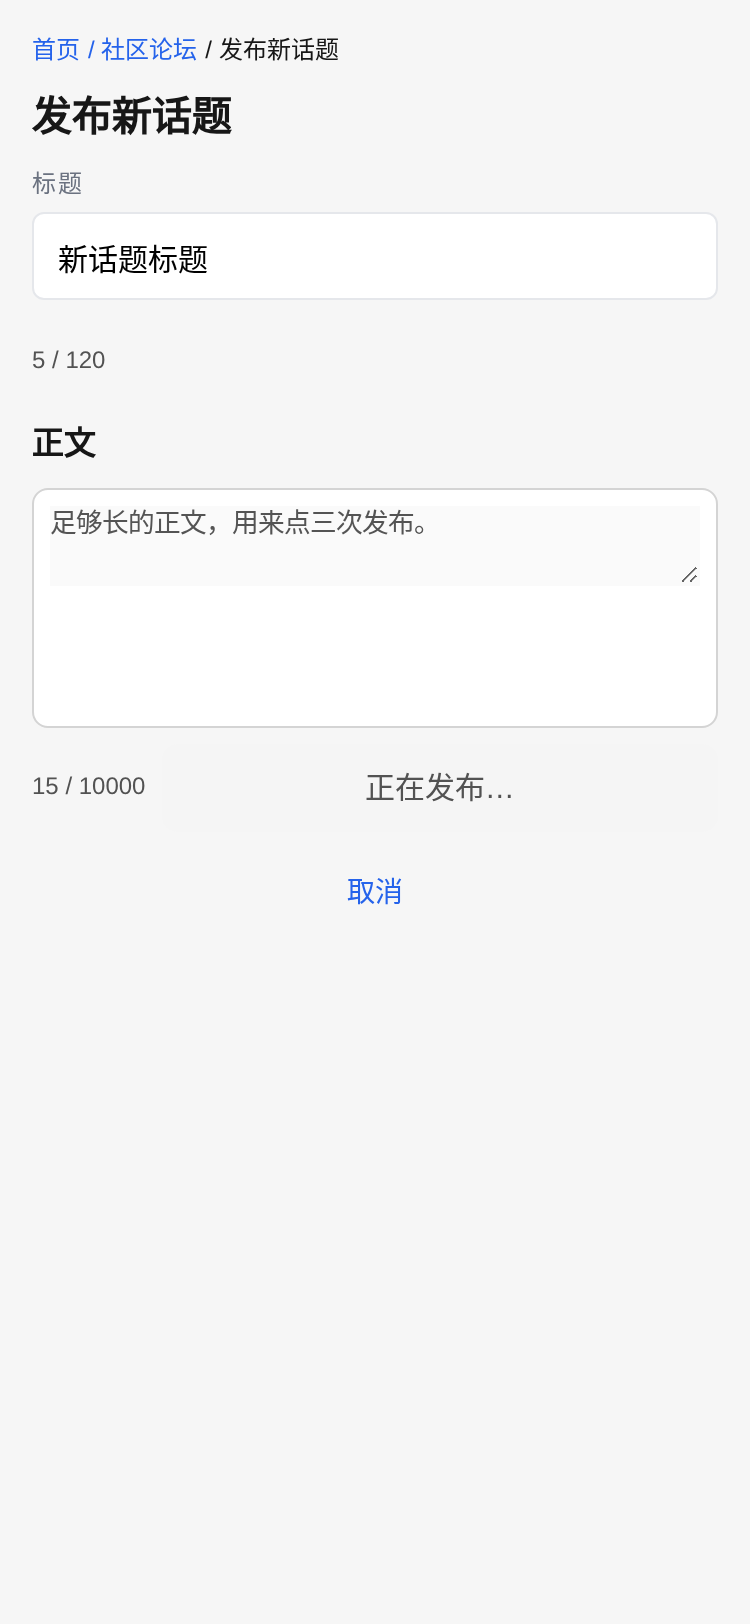 首页 / 社区论坛 / 发布新话题
发布新话题
标题
新话题标题
5 / 120
正文
足够长的正文，用来点三次发布。
15 / 10000
正在发布…
取消